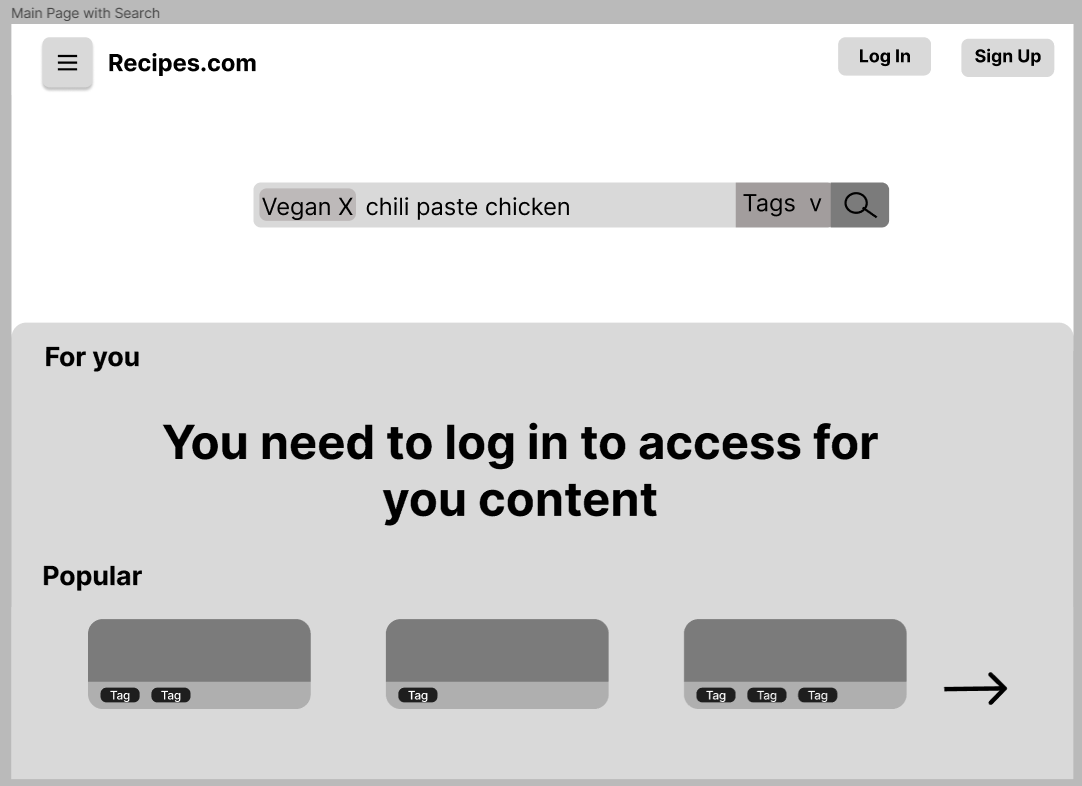 Main Page with Search
Recipes.com
Log In
Sign Up
Vegan X chili paste chicken
Tags v
For you
You need to log in to access for
you content
Popular
Tag Tag
Tag
Tag Tag Tag